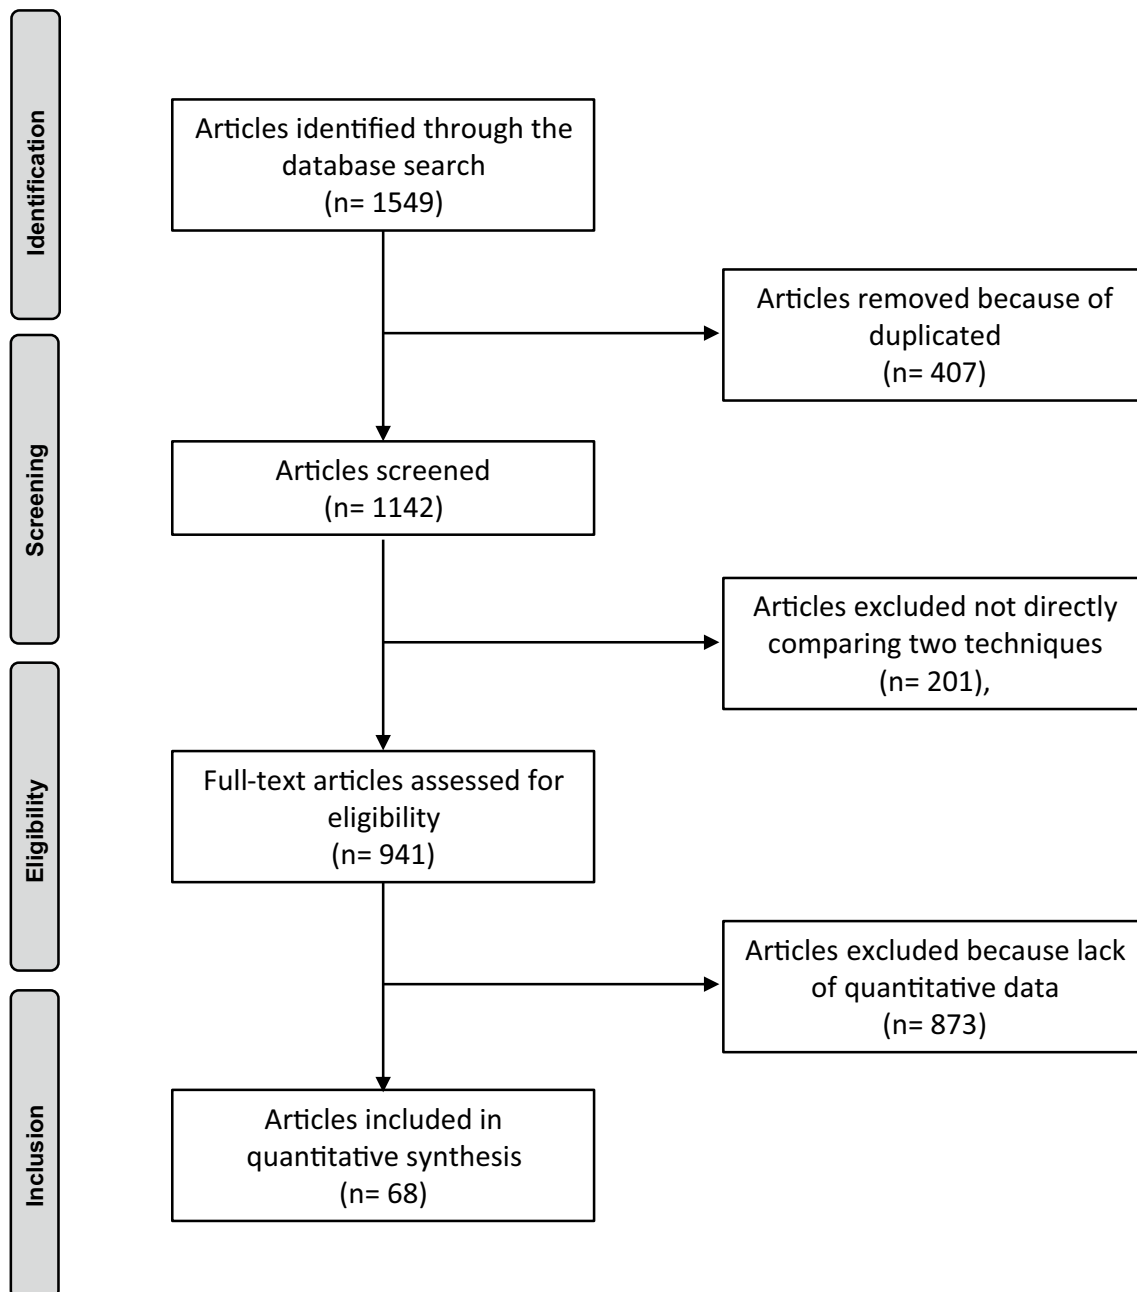 Identification
Articles identified through the
database search
(n= 1549)
Articles removed because of
duplicated
(n= 407)
Screening
Articles screened
(n= 1142)
Articles excluded not directly
comparing two techniques
(n= 201),
Eligibility
Full-text articles assessed for
eligibility
(n= 941)
Articles excluded because lack
of quantitative data
(n= 873)
Inclusion
Articles included in
quantitative synthesis
(n= 68)